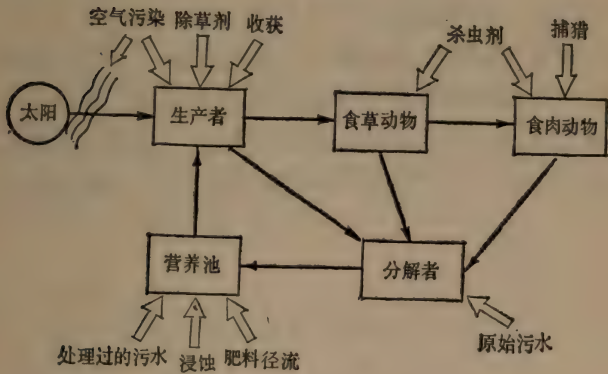 空气污染 除草剂 收获
杀虫剂 捕猎
太阳 生产者 食草动物 食肉动物
营养池 分解者
处理过的污水 浸蚀 肥料径流 原始污水